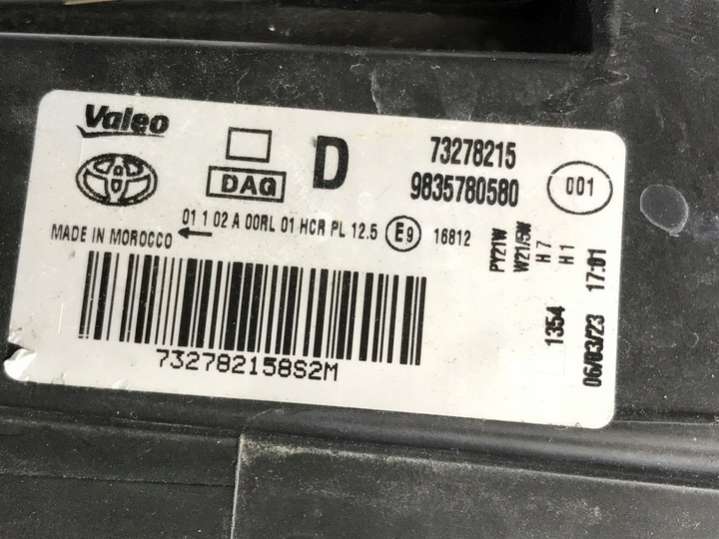 Valeo
DAQ
D
73278215
9835780580
001
MADE IN MOROCCO
01 1 02 A 00RL 01 HCR PL 12.5
E9
16812
PY21W
W21/5W
H7
H1
1354
06/03/23 17:01
732782158S2M